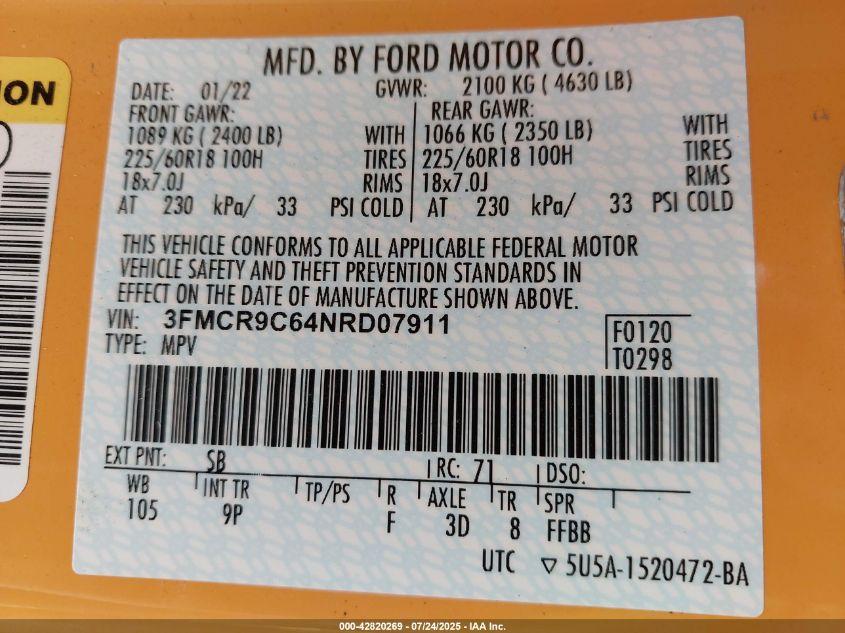 ION
MFD. BY FORD MOTOR CO.
DATE: 01/22 GVWR: 2100 KG ( 4630 LB)
FRONT GAWR: REAR GAWR:
1089 KG ( 2400 LB) WITH 1066 KG ( 2350 LB) WITH
225/60R18 100H TIRES 225/60R18 100H TIRES
18x7.0J RIMS 18x7.0J RIMS
AT 230 kPa/ 33 PSI COLD AT 230 kPa/ 33 PSI COLD
THIS VEHICLE CONFORMS TO ALL APPLICABLE FEDERAL MOTOR
VEHICLE SAFETY AND THEFT PREVENTION STANDARDS IN
EFFECT ON THE DATE OF MANUFACTURE SHOWN ABOVE.
VIN: 3FMCR9C64NRD07911 F0120
TYPE: MPV T0298
EXT PNT: SB RC: 71 DSO:
WB INT TR TP/PS R AXLE TR SPR
105 9P F 3D 8 FFBB
UTC ▽ 5U5A-1520472-BA
000-42820269 - 07/24/2025 - IAA Inc.